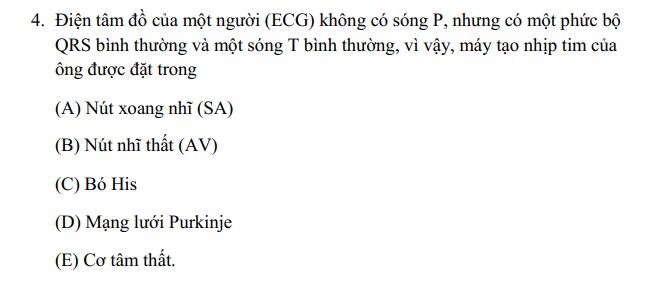 4. Điện tâm đồ của một người (ECG) không có sóng P, nhưng có một phức bộ
QRS bình thường và một sóng T bình thường, vì vậy, máy tạo nhịp tim của
ông được đặt trong
(A) Nút xoang nhĩ (SA)
(B) Nút nhĩ thất (AV)
(C) Bó His
(D) Mạng lưới Purkinje
(E) Cơ tâm thất.